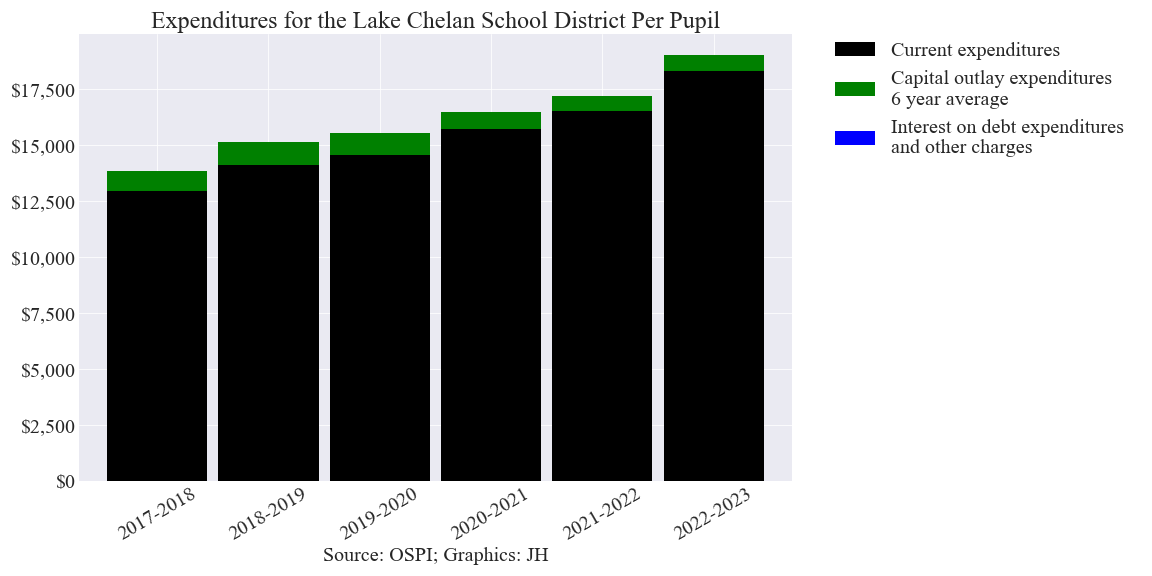 Expenditures for the Lake Chelan School District Per Pupil
Current expenditures
Capital outlay expenditures
6 year average
Interest on debt expenditures
and other charges
$17,500
$15,000
$12,500
$10,000
$7,500
$5,000
$2,500
$0
2017-2018
2018-2019
2019-2020
2020-2021
2021-2022
2022-2023
Source: OSPI; Graphics: JH